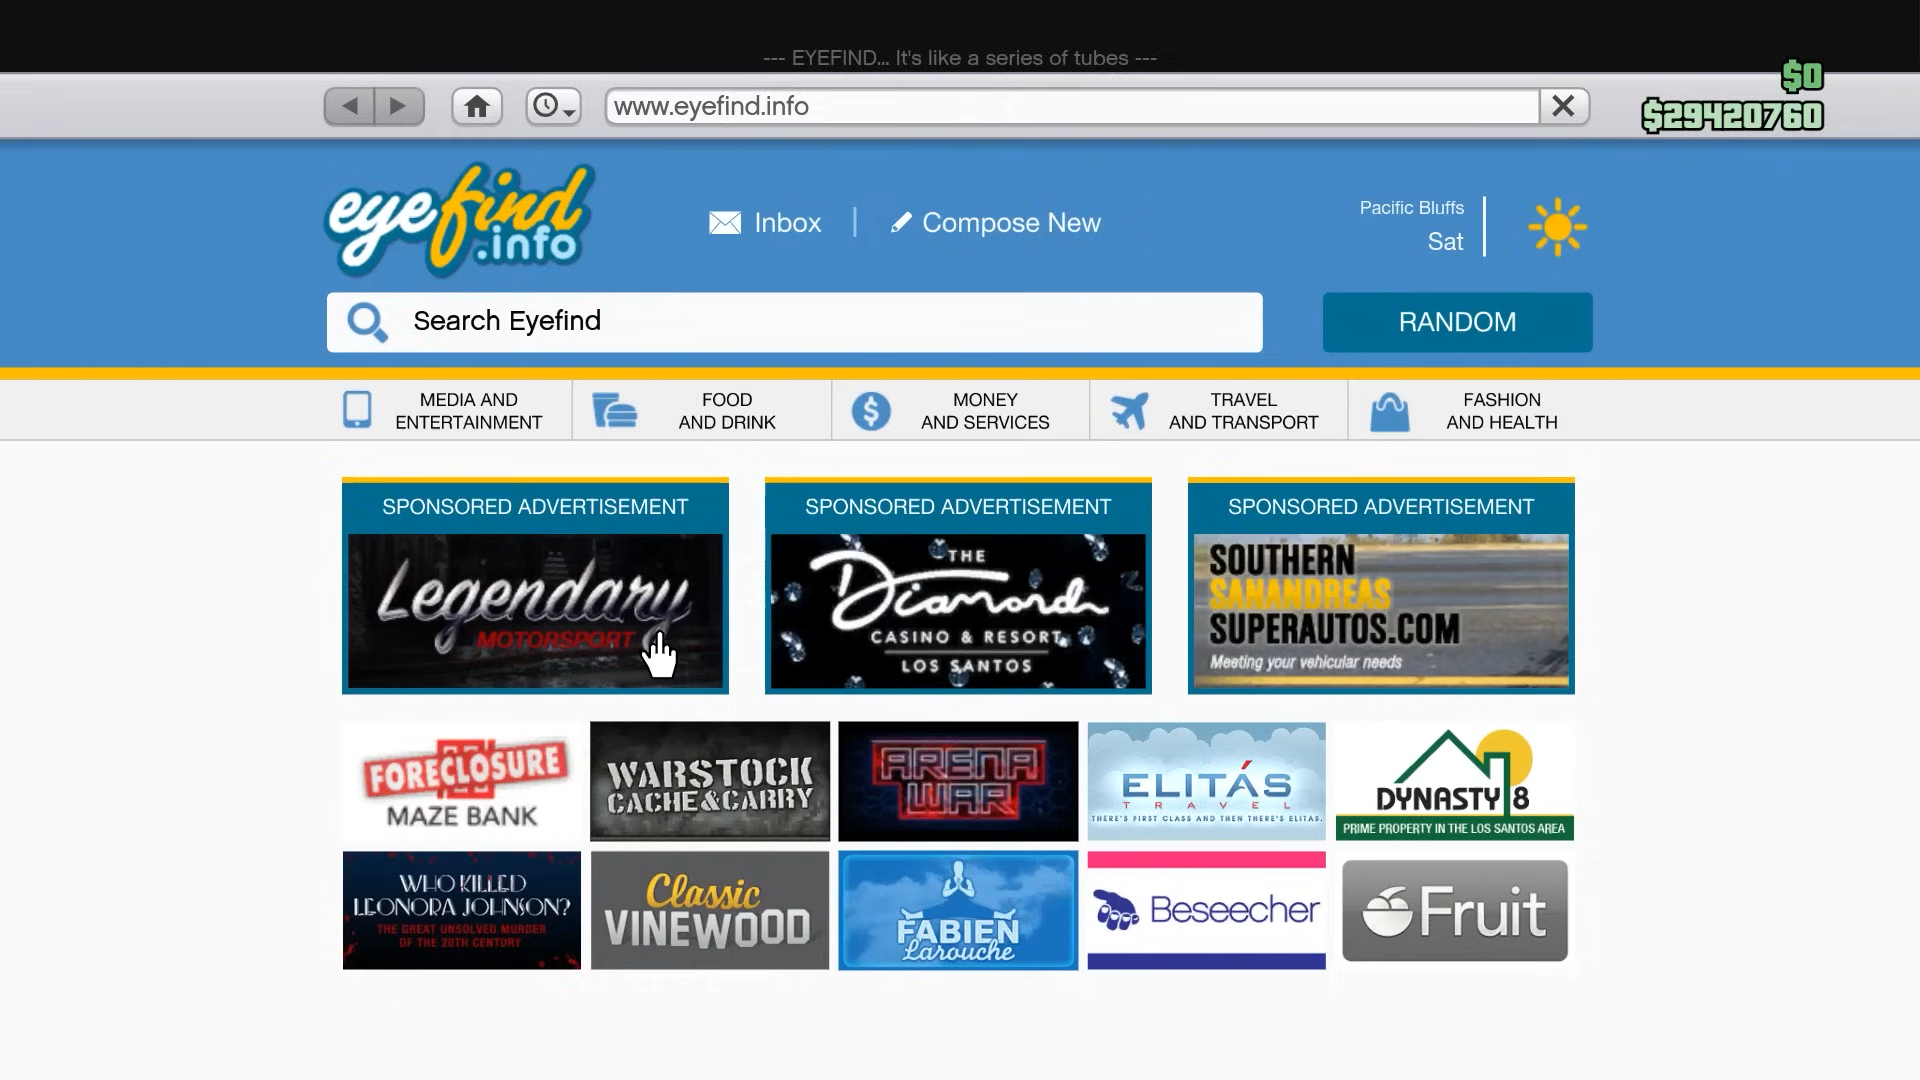 --- EYEFIND... It's like a series of tubes ---
www.eyefind.info
$0
$29420760
eyefind.info
Inbox
Compose New
Pacific Bluffs
Sat
Search Eyefind
RANDOM
MEDIA AND
ENTERTAINMENT
FOOD
AND DRINK
MONEY
AND SERVICES
TRAVEL
AND TRANSPORT
FASHION
AND HEALTH
SPONSORED ADVERTISEMENT
Legendary
MOTORSPORT
SPONSORED ADVERTISEMENT
THE
Diamond
CASINO & RESORT
LOS SANTOS
SPONSORED ADVERTISEMENT
SOUTHERN
SANANDREAS
SUPERAUTOS.COM
Meeting your vehicular needs
FORECLOSURE
MAZE BANK
WARSTOCK
CACHE&CARRY
ARENA
WAR
ELITÁS
TRAVEL
THERE'S FIRST CLASS AND THEN THERE'S ELITAS.
DYNASTY 8
PRIME PROPERTY IN THE LOS SANTOS AREA
WHO KILLED
LEONORA JOHNSON?
THE GREAT UNSOLVED MURDER
OF THE 20TH CENTURY
Classic
VINEWOOD
FABIEN
Larouche
Beseecher
Fruit